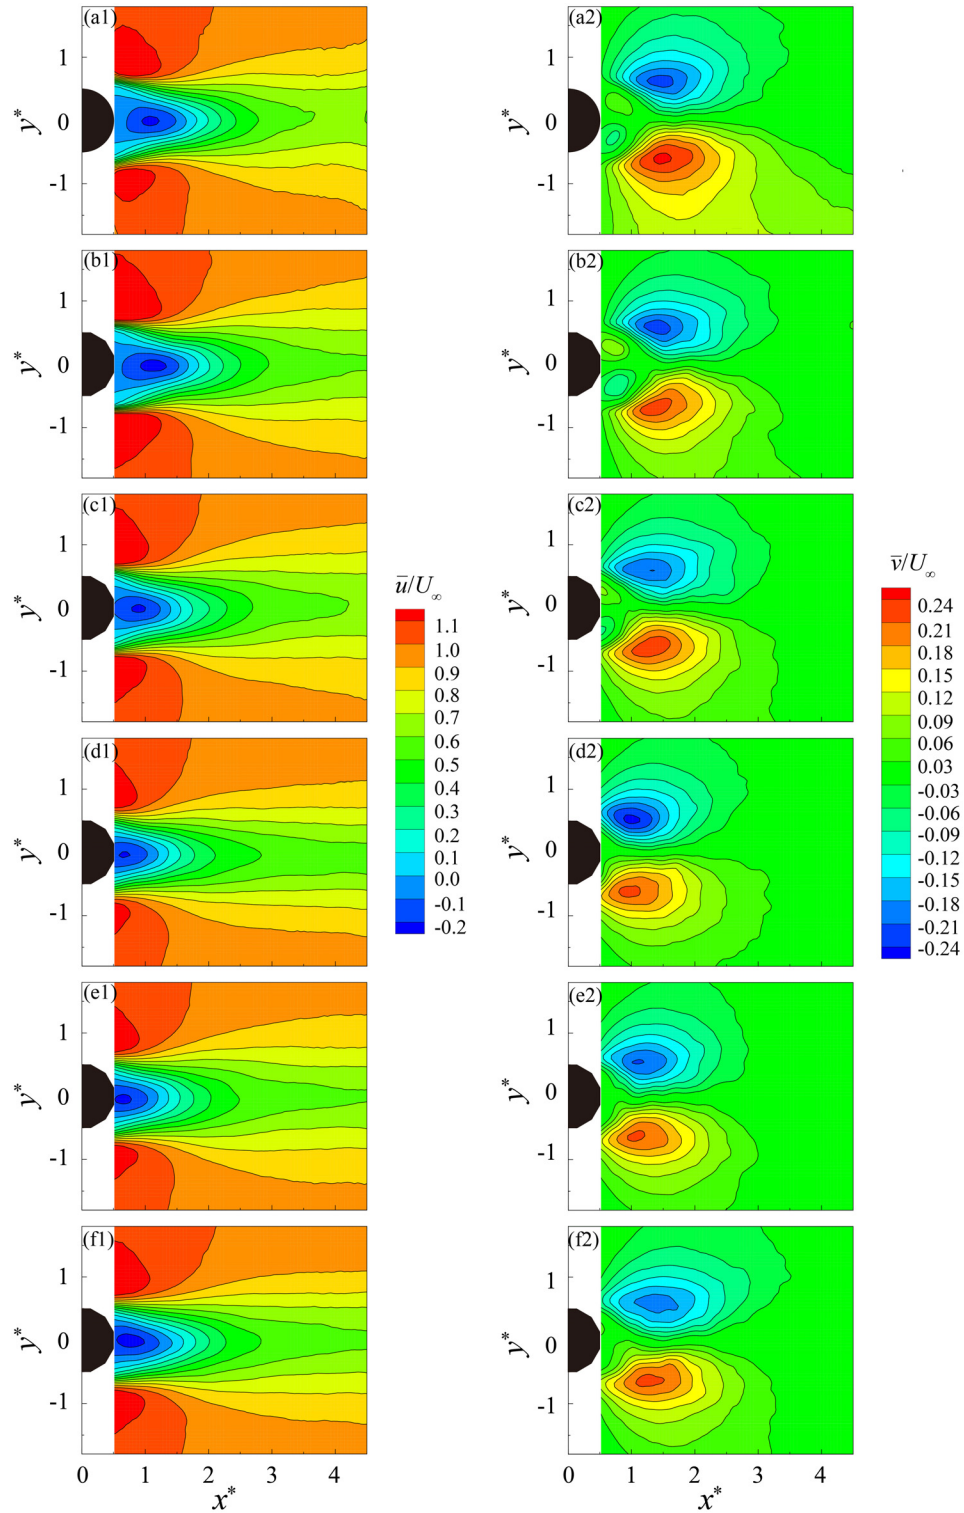 (a1)
1
0
-1
y*
(a2)
1
0
-1
y*
(b1)
1
0
-1
y*
(b2)
1
0
-1
y*
(c1)
1
0
-1
y*
(c2)
1
0
-1
y*
u̅/U∞
1.1
1.0
0.9
0.8
0.7
0.6
0.5
0.4
0.3
0.2
0.1
0.0
-0.1
-0.2
v̅/U∞
0.24
0.21
0.18
0.15
0.12
0.09
0.06
0.03
-0.03
-0.06
-0.09
-0.12
-0.15
-0.18
-0.21
-0.24
(d1)
1
0
-1
y*
(d2)
1
0
-1
y*
(e1)
1
0
-1
y*
(e2)
1
0
-1
y*
(f1)
1
0
-1
y*
(f2)
1
0
-1
y*
0 1 2 3 4
x*
0 1 2 3 4
x*